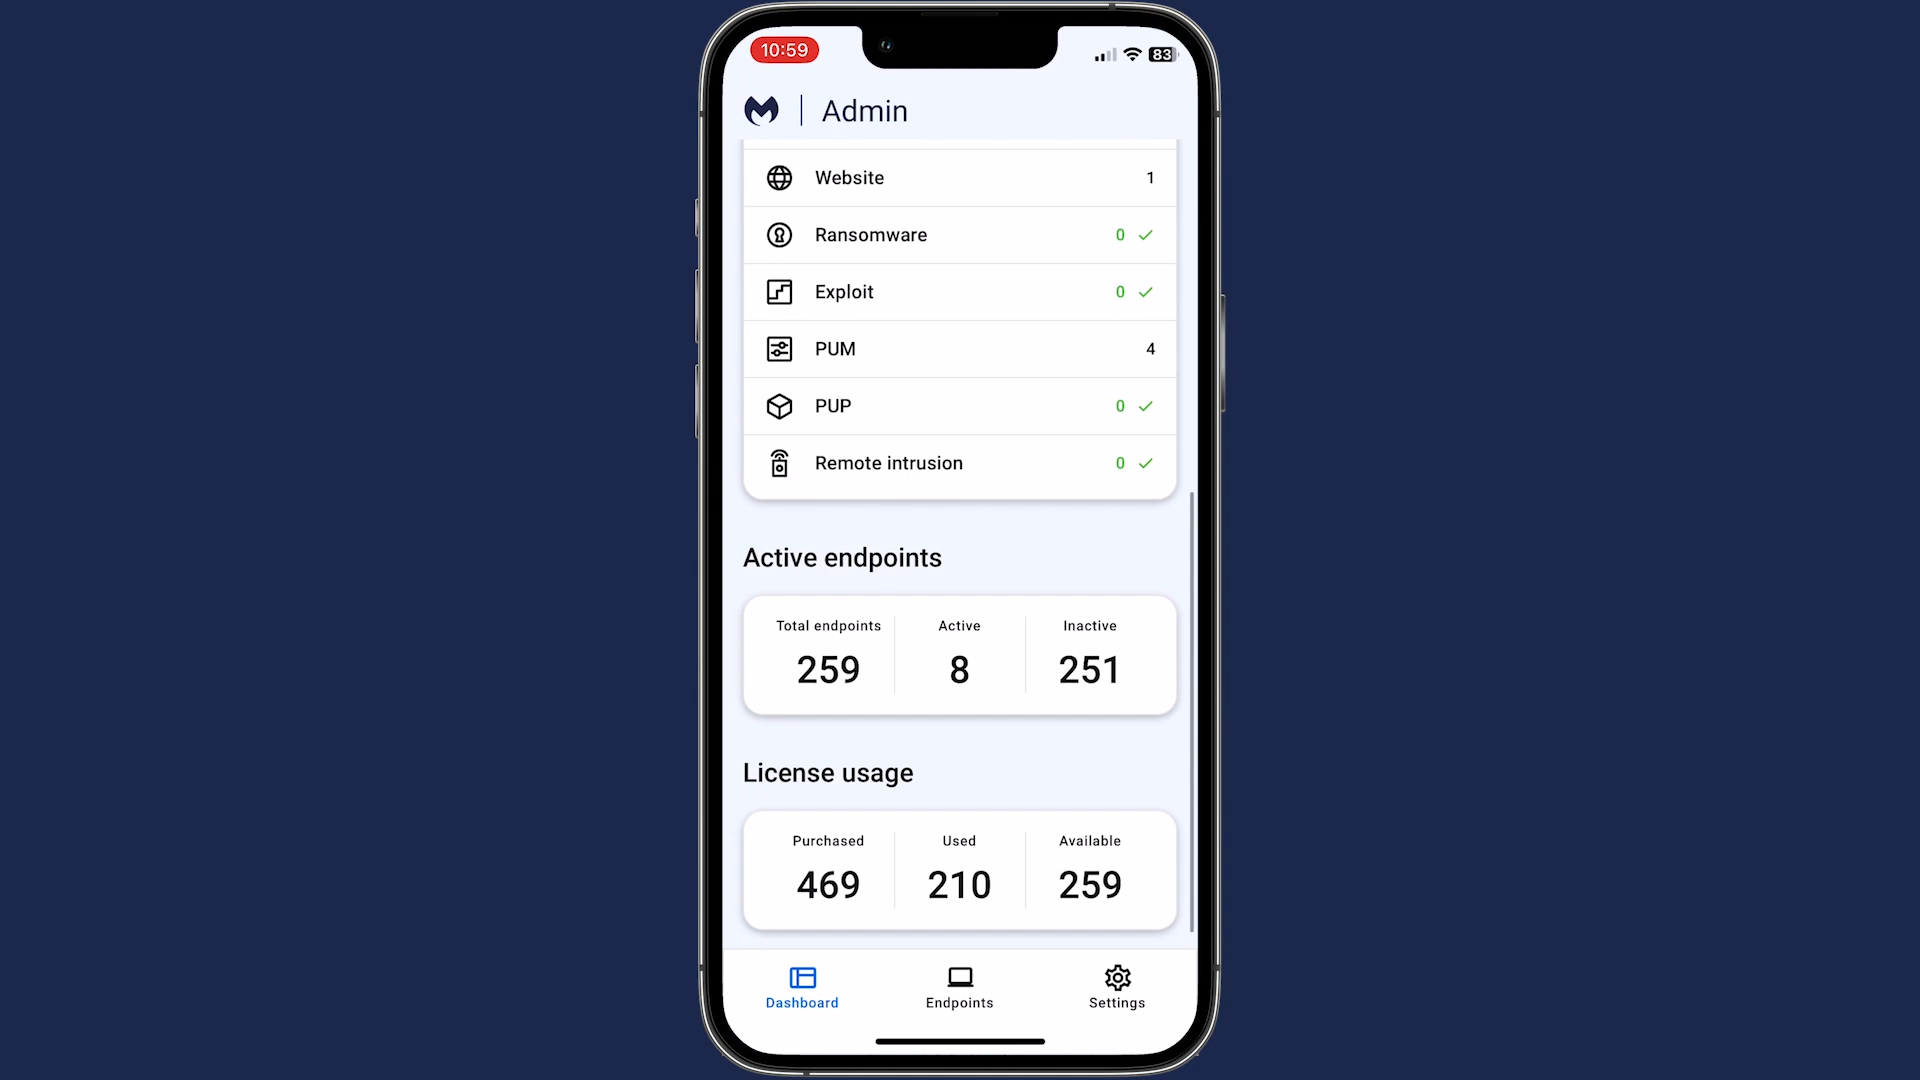 10:59
83
Admin
Website 1
Ransomware 0
Exploit 0
PUM 4
PUP 0
Remote intrusion 0
Active endpoints
Total endpoints Active Inactive
259 8 251
License usage
Purchased Used Available
469 210 259
Dashboard Endpoints Settings